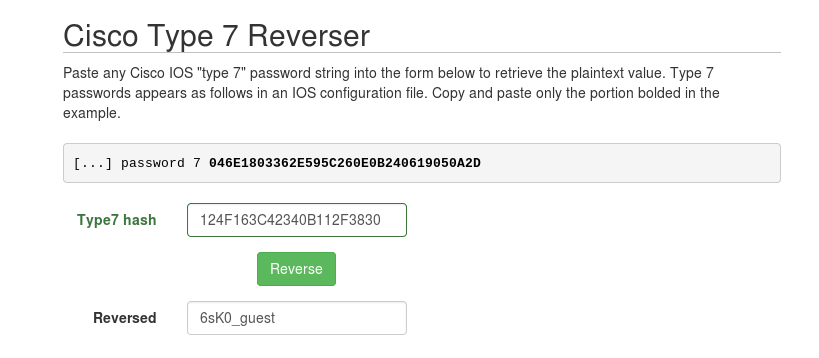 Cisco Type 7 Reverser
Paste any Cisco IOS "type 7" password string into the form below to retrieve the plaintext value. Type 7
passwords appears as follows in an IOS configuration file. Copy and paste only the portion bolded in the
example.
[...] password 7 046E1803362E595C260E0B240619050A2D
Type7 hash 124F163C42340B112F3830
Reverse
Reversed 6sK0_guest